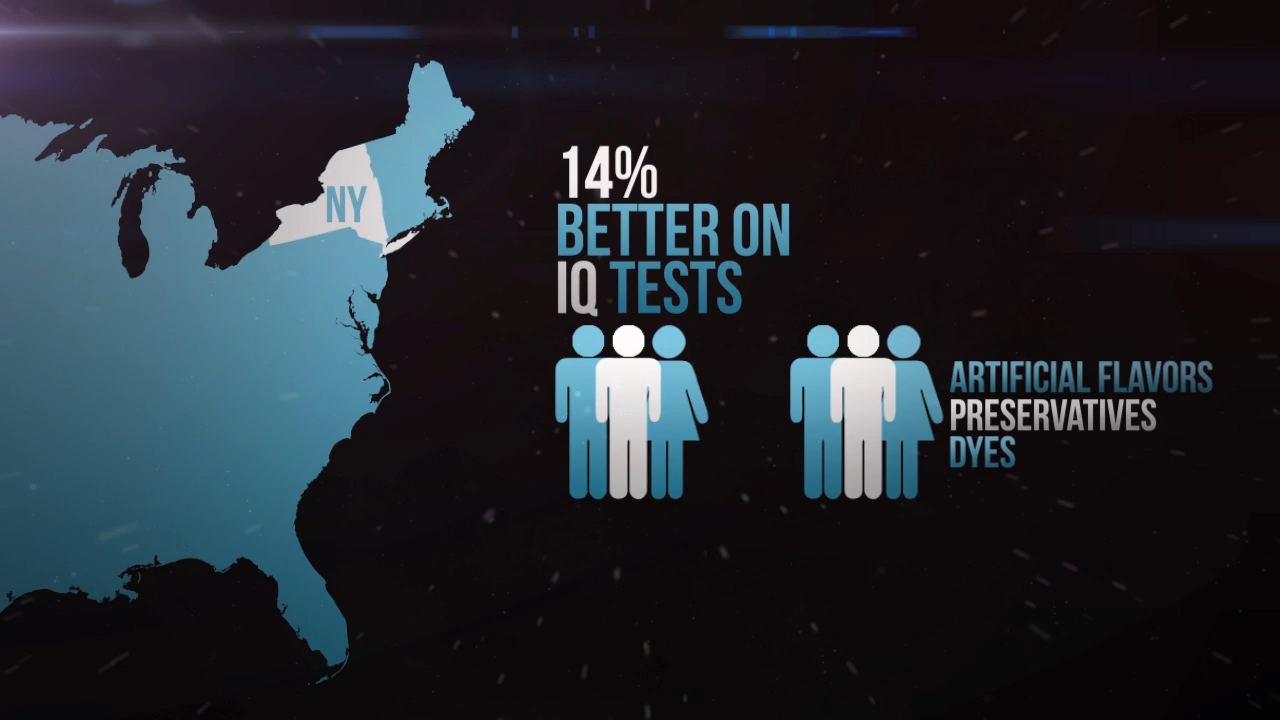 NY
14%
BETTER ON
IQ TESTS
ARTIFICIAL FLAVORS
PRESERVATIVES
DYES